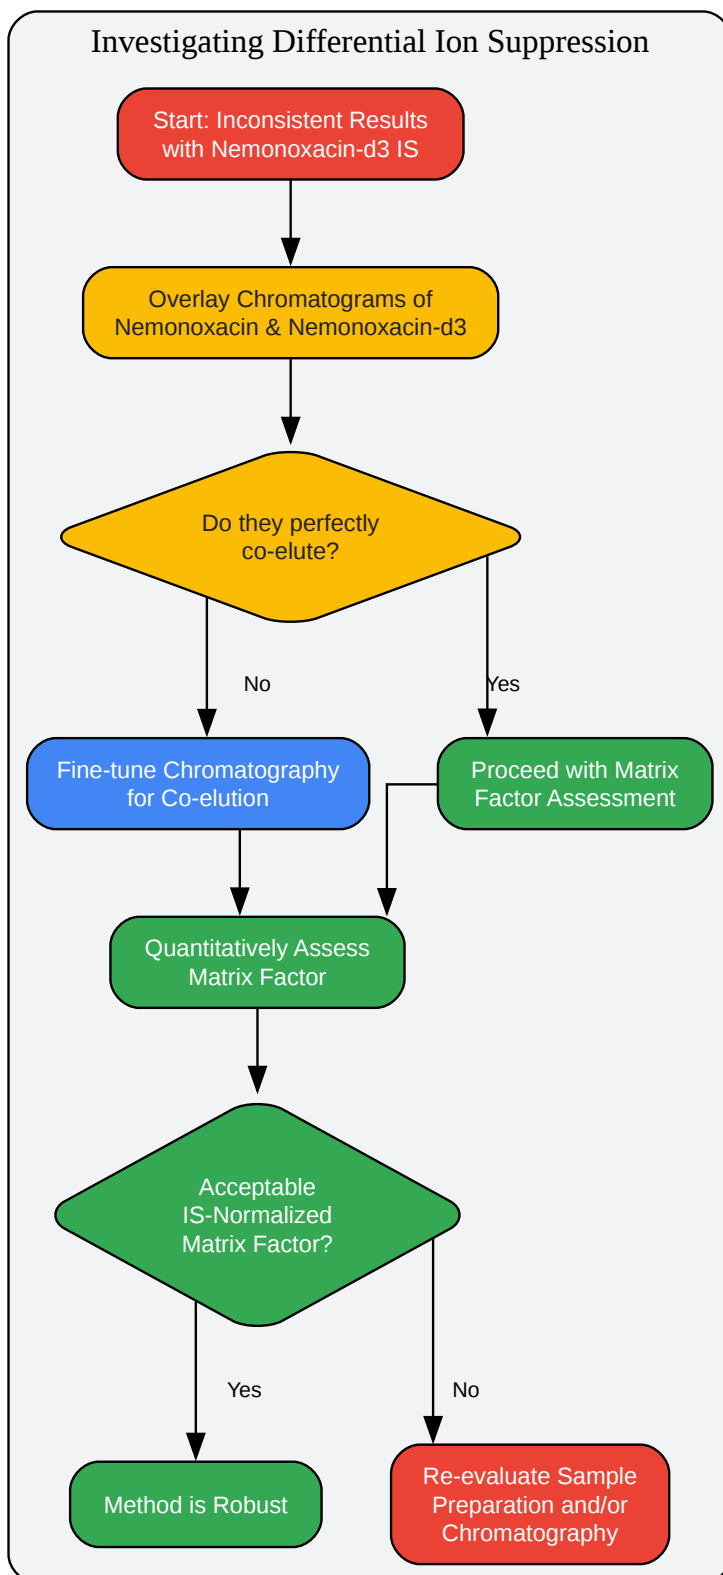 Investigating Differential Ion Suppression
Start: Inconsistent Results
with Nemonoxacin-d3 IS
Overlay Chromatograms of
Nemonoxacin & Nemonoxacin-d3
Do they perfectly
co-elute?
No
Yes
Fine-tune Chromatography
for Co-elution
Proceed with Matrix
Factor Assessment
Quantitatively Assess
Matrix Factor
Acceptable
IS-Normalized
Matrix Factor?
Yes
No
Method is Robust
Re-evaluate Sample
Preparation and/or
Chromatography